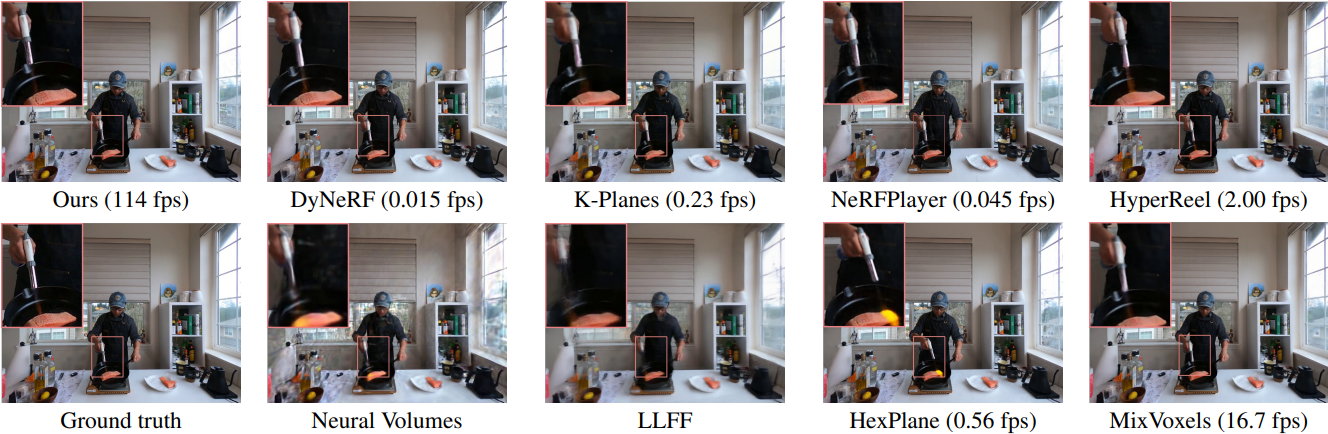 Ours (114 fps)
DyNeRF (0.015 fps)
K-Planes (0.23 fps)
NeRFPlayer (0.045 fps)
HyperReel (2.00 fps)
Ground truth
Neural Volumes
LLFF
HexPlane (0.56 fps)
MixVoxels (16.7 fps)